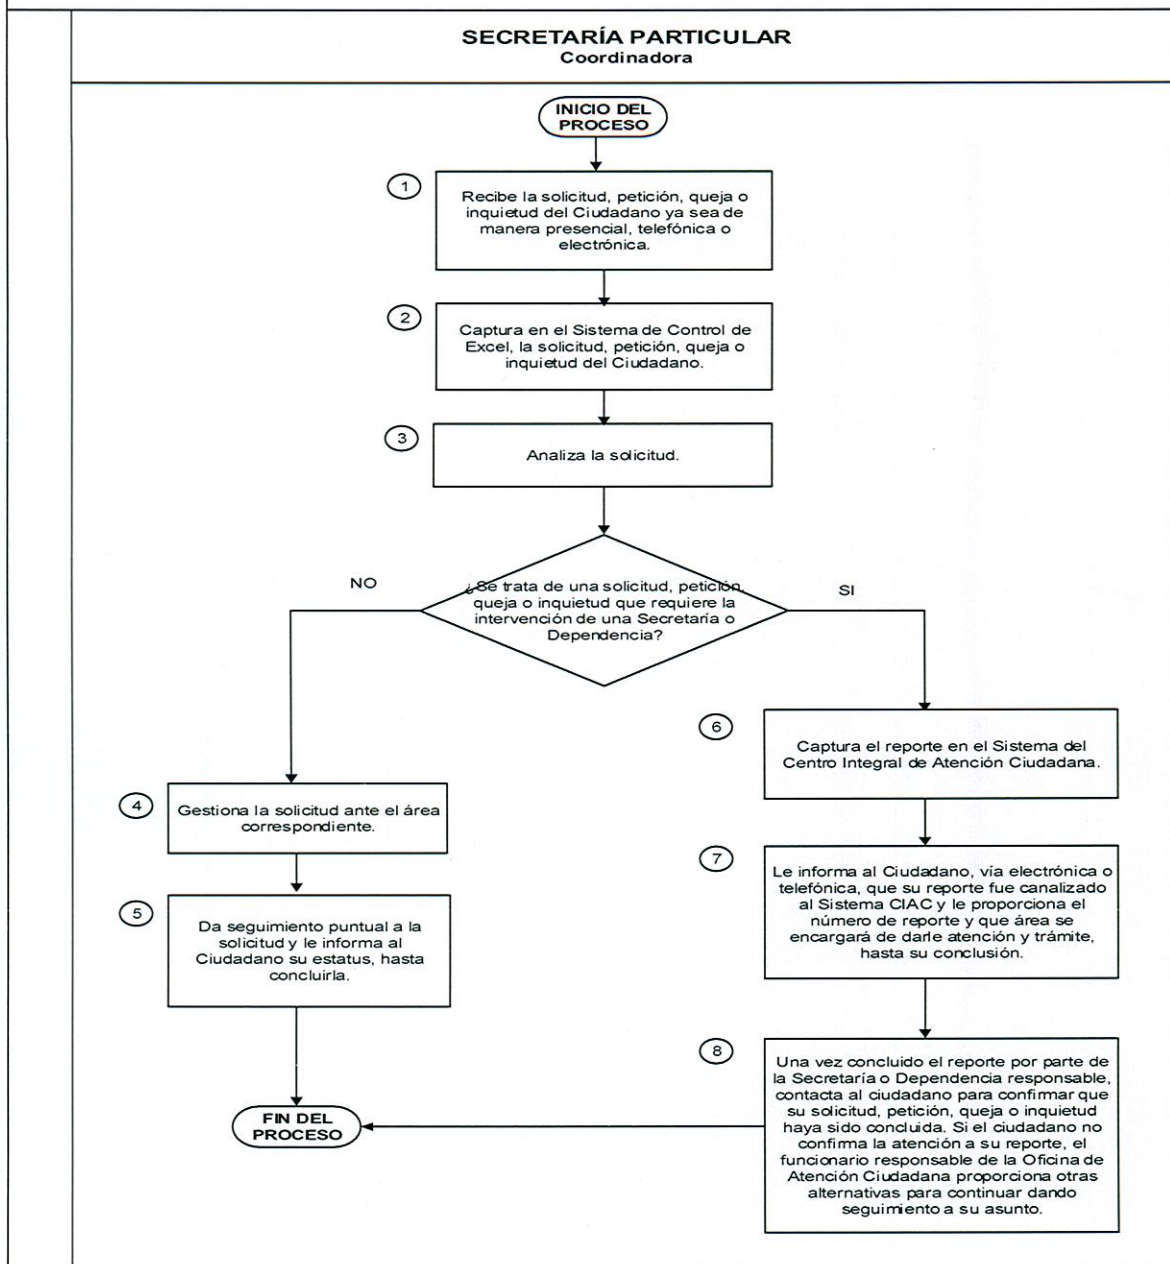 SECRETARÍA PARTICULAR
Coordinadora
INICIO DEL
PROCESO
1
Recibe la solicitud, petición, queja o
inquietud del Ciudadano ya sea de
manera presencial, telefónica o
electrónica.
2
Captura en el Sistema de Control de
Excel, la solicitud, petición, queja o
inquietud del Ciudadano.
3
Analiza la solicitud.
¿Se trata de una solicitud, petición,
queja o inquietud que requiere la
intervención de una Secretaría o
Dependencia?
NO
SI
4
Gestiona la solicitud ante el área
correspondiente.
5
Da seguimiento puntual a la
solicitud y le informa al
Ciudadano su estatus, hasta
concluirla.
6
Captura el reporte en el Sistema del
Centro Integral de Atención Ciudadana.
7
Le informa al Ciudadano, vía electrónica o
telefónica, que su reporte fue canalizado
al Sistema CIAC y le proporciona el
número de reporte y que área se
encargará de darle atención y trámite,
hasta su conclusión.
8
Una vez concluido el reporte por parte de
la Secretaría o Dependencia responsable,
contacta al ciudadano para confirmar que
su solicitud, petición, queja o inquietud
haya sido concluida. Si el ciudadano no
confirma la atención a su reporte, el
funcionario responsable de la Oficina de
Atención Ciudadana proporciona otras
alternativas para continuar dando
seguimiento a su asunto.
FIN DEL
PROCESO